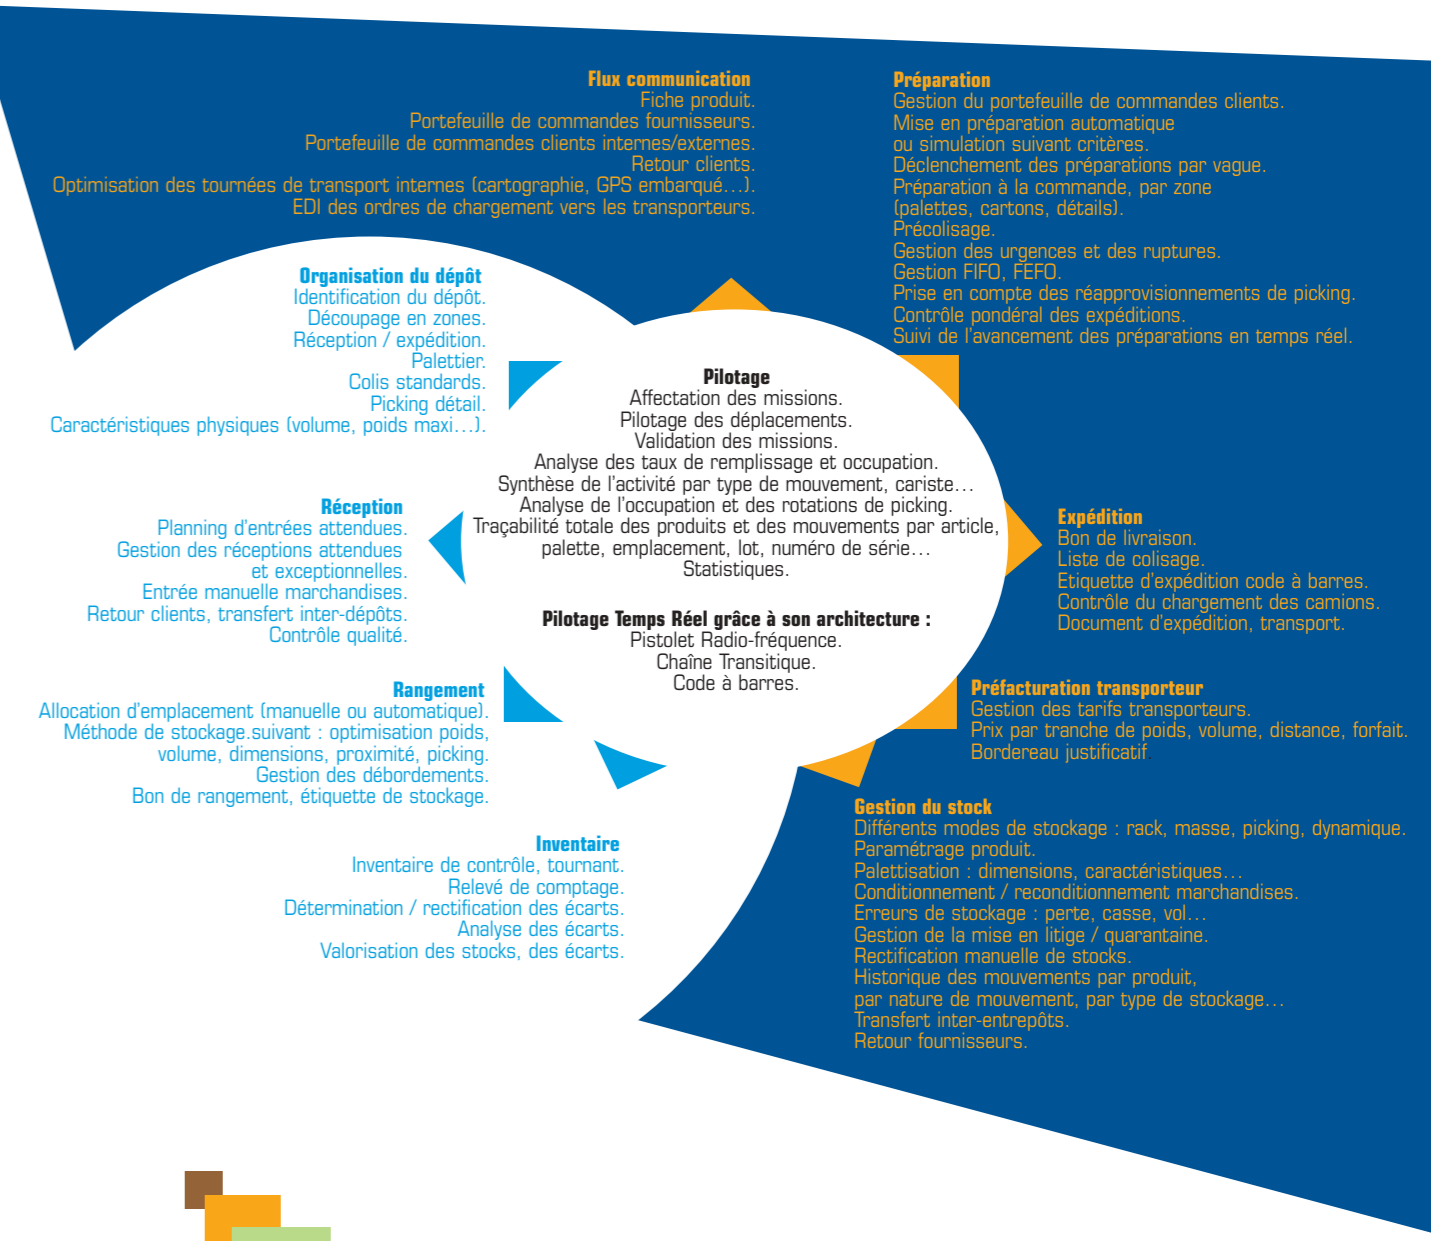 Flux communication
Fiche produit.
Portefeuille de commandes fournisseurs.
Portefeuille de commandes clients internes/externes.
Retour clients.
Optimisation des tournées de transport internes (cartographie, GPS embarqué...).
EDI des ordres de chargement vers les transporteurs.
Préparation
Gestion du portefeuille de commandes clients.
Mise en préparation automatique
ou simulation suivant critères.
Déclenchement des préparations par vague.
Préparation à la commande, par zone
(palettes, cartons, détails).
Précolisage.
Gestion des urgences et des ruptures.
Gestion FIFO, FEFO.
Prise en compte des réapprovisionnements de picking.
Contrôle pondéral des expéditions.
Suivi de l'avancement des préparations en temps réel.
Organisation du dépôt
Identification du dépôt.
Découpage en zones.
Réception / expédition.
Palettier.
Colis standards.
Picking détail.
Caractéristiques physiques (volume, poids maxi...).
Pilotage
Affectation des missions.
Pilotage des déplacements.
Validation des missions.
Analyse des taux de remplissage et occupation.
Synthèse de l'activité par type de mouvement, cariste...
Analyse de l'occupation et des rotations de picking.
Traçabilité totale des produits et des mouvements par article,
palette, emplacement, lot, numéro de série...
Statistiques.
Pilotage Temps Réel grâce à son architecture :
Pistolet Radio-fréquence.
Chaîne Transitique.
Code à barres.
Réception
Planning d'entrées attendues.
Gestion des réceptions attendues
et exceptionnelles.
Entrée manuelle marchandises.
Retour clients, transfert inter-dépôts.
Contrôle qualité.
Expédition
Bon de livraison.
Liste de colisage.
Etiquette d'expédition code à barres.
Contrôle du chargement des camions.
Document d'expédition, transport.
Rangement
Allocation d'emplacement (manuelle ou automatique).
Méthode de stockage.suivant : optimisation poids,
volume, dimensions, proximité, picking.
Gestion des débordements.
Bon de rangement, étiquette de stockage.
Préfacturation transporteur
Gestion des tarifs transporteurs.
Prix par tranche de poids, volume, distance, forfait.
Bordereau justificatif.
Inventaire
Inventaire de contrôle, tournant.
Relevé de comptage.
Détermination / rectification des écarts.
Analyse des écarts.
Valorisation des stocks, des écarts.
Gestion du stock
Différents modes de stockage : rack, masse, picking, dynamique.
Paramétrage produit.
Palettisation : dimensions, caractéristiques...
Conditionnement / reconditionnement marchandises.
Erreurs de stockage : perte, casse, vol...
Gestion de la mise en litige / quarantaine.
Rectification manuelle de stocks.
Historique des mouvements par produit,
par nature de mouvement, par type de stockage...
Transfert inter-entrepôts.
Retour fournisseurs.